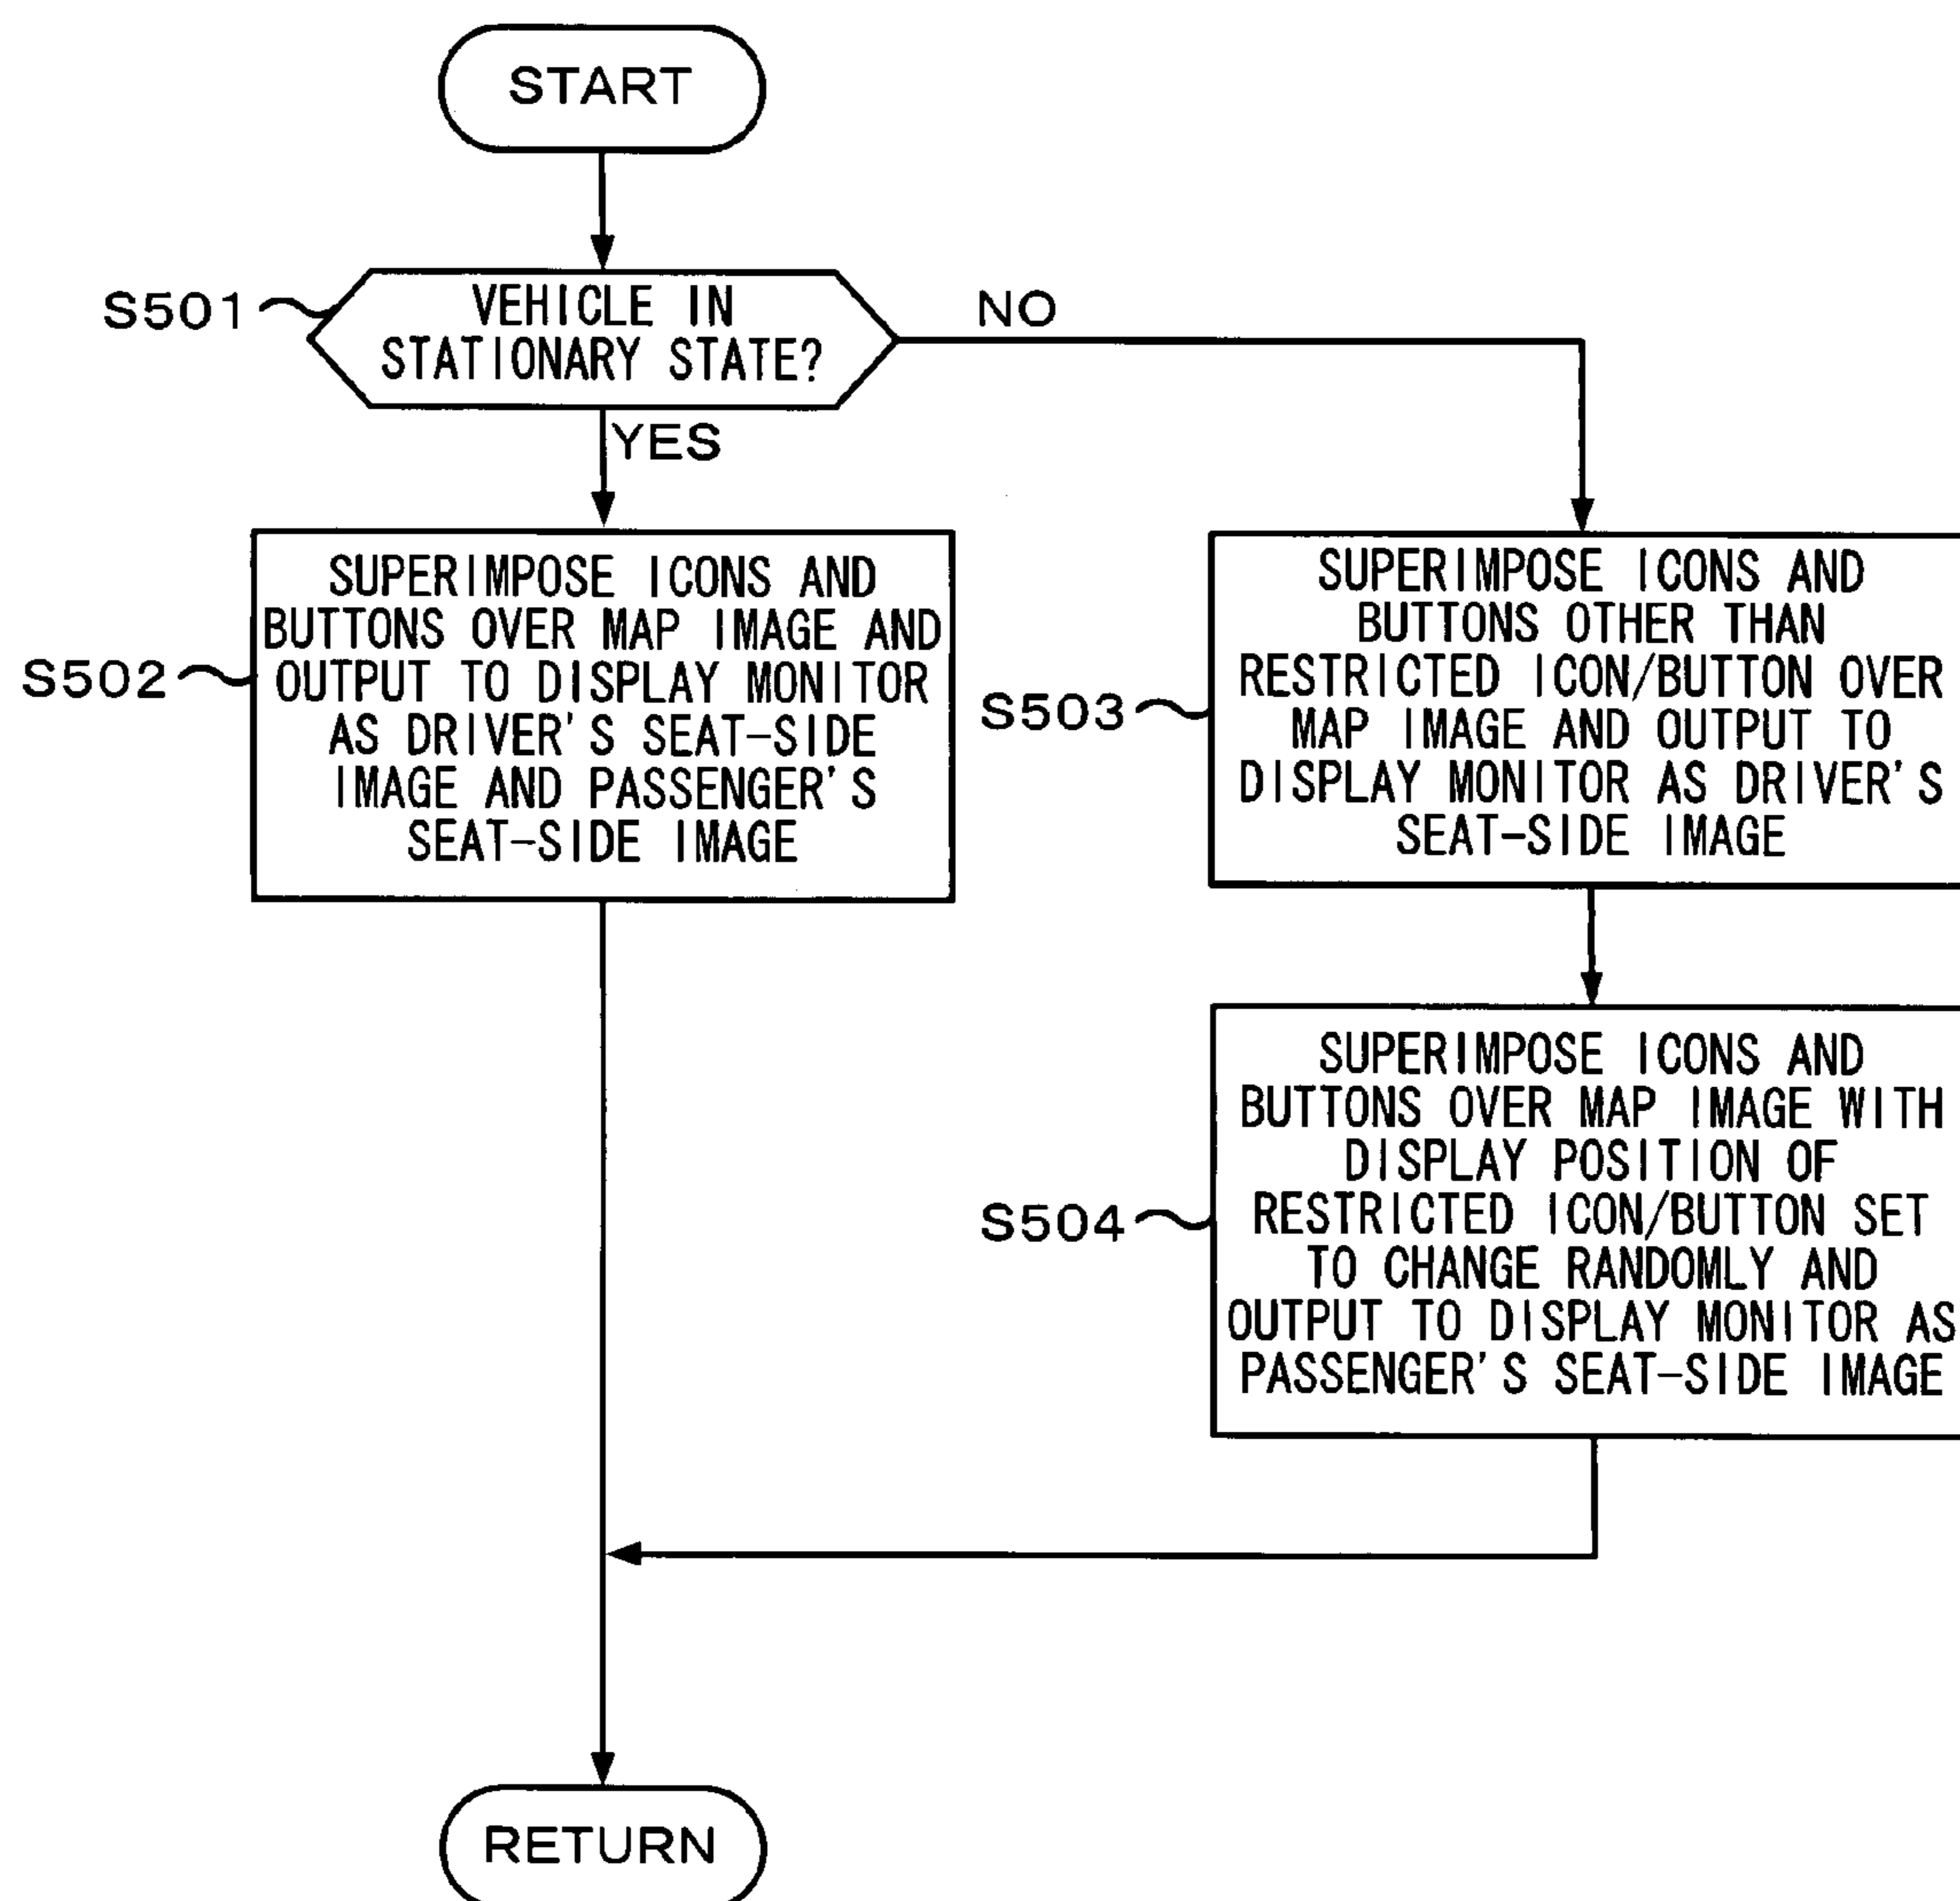 START
S501
VEHICLE IN
STATIONARY STATE?
NO
YES
S502
SUPERIMPOSE ICONS AND
BUTTONS OVER MAP IMAGE AND
OUTPUT TO DISPLAY MONITOR
AS DRIVER'S SEAT-SIDE
IMAGE AND PASSENGER'S
SEAT-SIDE IMAGE
S503
SUPERIMPOSE ICONS AND
BUTTONS OTHER THAN
RESTRICTED ICON/BUTTON OVER
MAP IMAGE AND OUTPUT TO
DISPLAY MONITOR AS DRIVER'S
SEAT-SIDE IMAGE
S504
SUPERIMPOSE ICONS AND
BUTTONS OVER MAP IMAGE WITH
DISPLAY POSITION OF
RESTRICTED ICON/BUTTON SET
TO CHANGE RANDOMLY AND
OUTPUT TO DISPLAY MONITOR AS
PASSENGER'S SEAT-SIDE IMAGE
RETURN